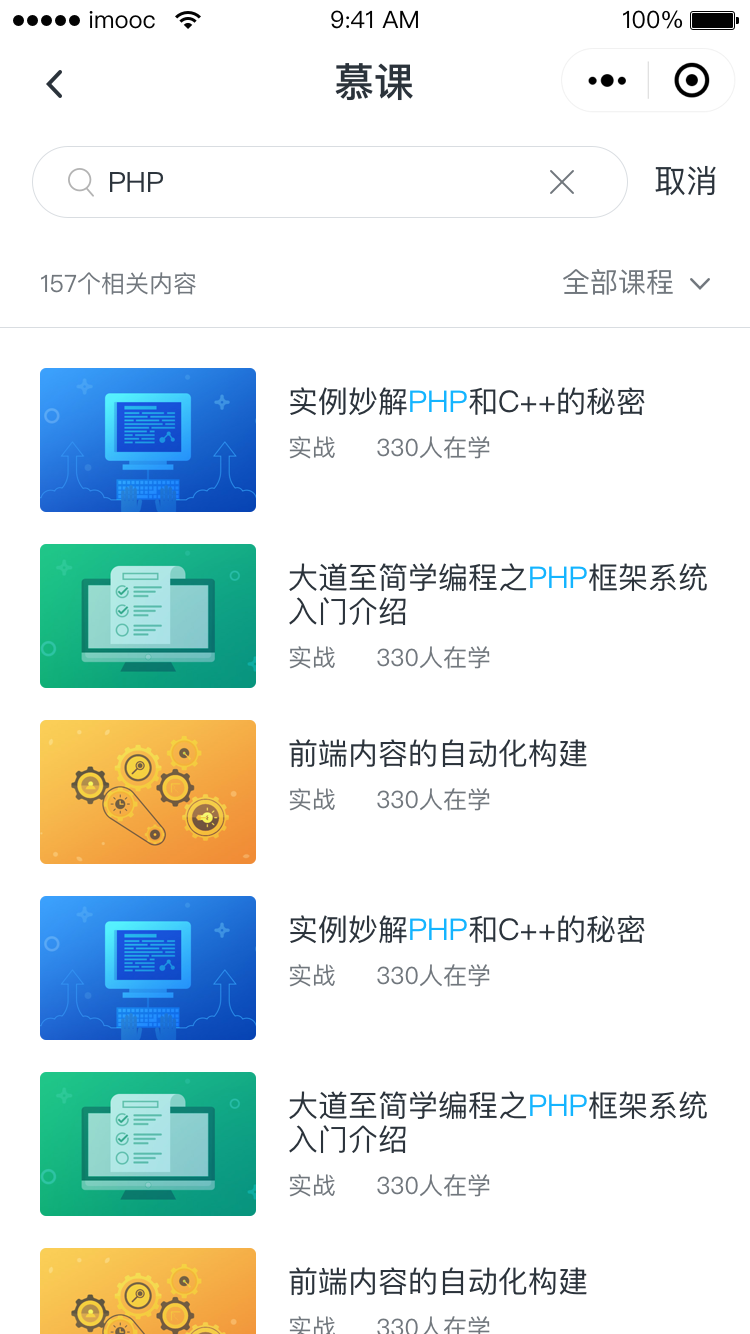 imooc 9:41 AM 100%
慕课
PHP 取消
157个相关内容 全部课程
实例妙解PHP和C++的秘密
实战 330人在学
大道至简学编程之PHP框架系统
入门介绍
实战 330人在学
前端内容的自动化构建
实战 330人在学
实例妙解PHP和C++的秘密
实战 330人在学
大道至简学编程之PHP框架系统
入门介绍
实战 330人在学
前端内容的自动化构建
实战 330人在学